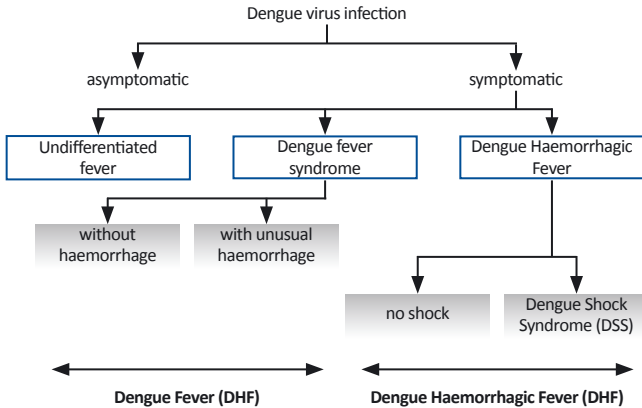 Dengue virus infection
asymptomatic
symptomatic
Undifferentiated
fever
Dengue fever
syndrome
Dengue Haemorrhagic
Fever
without
haemorrhage
with unusual
haemorrhage
no shock
Dengue Shock
Syndrome (DSS)
Dengue Fever (DHF)
Dengue Haemorrhagic Fever (DHF)